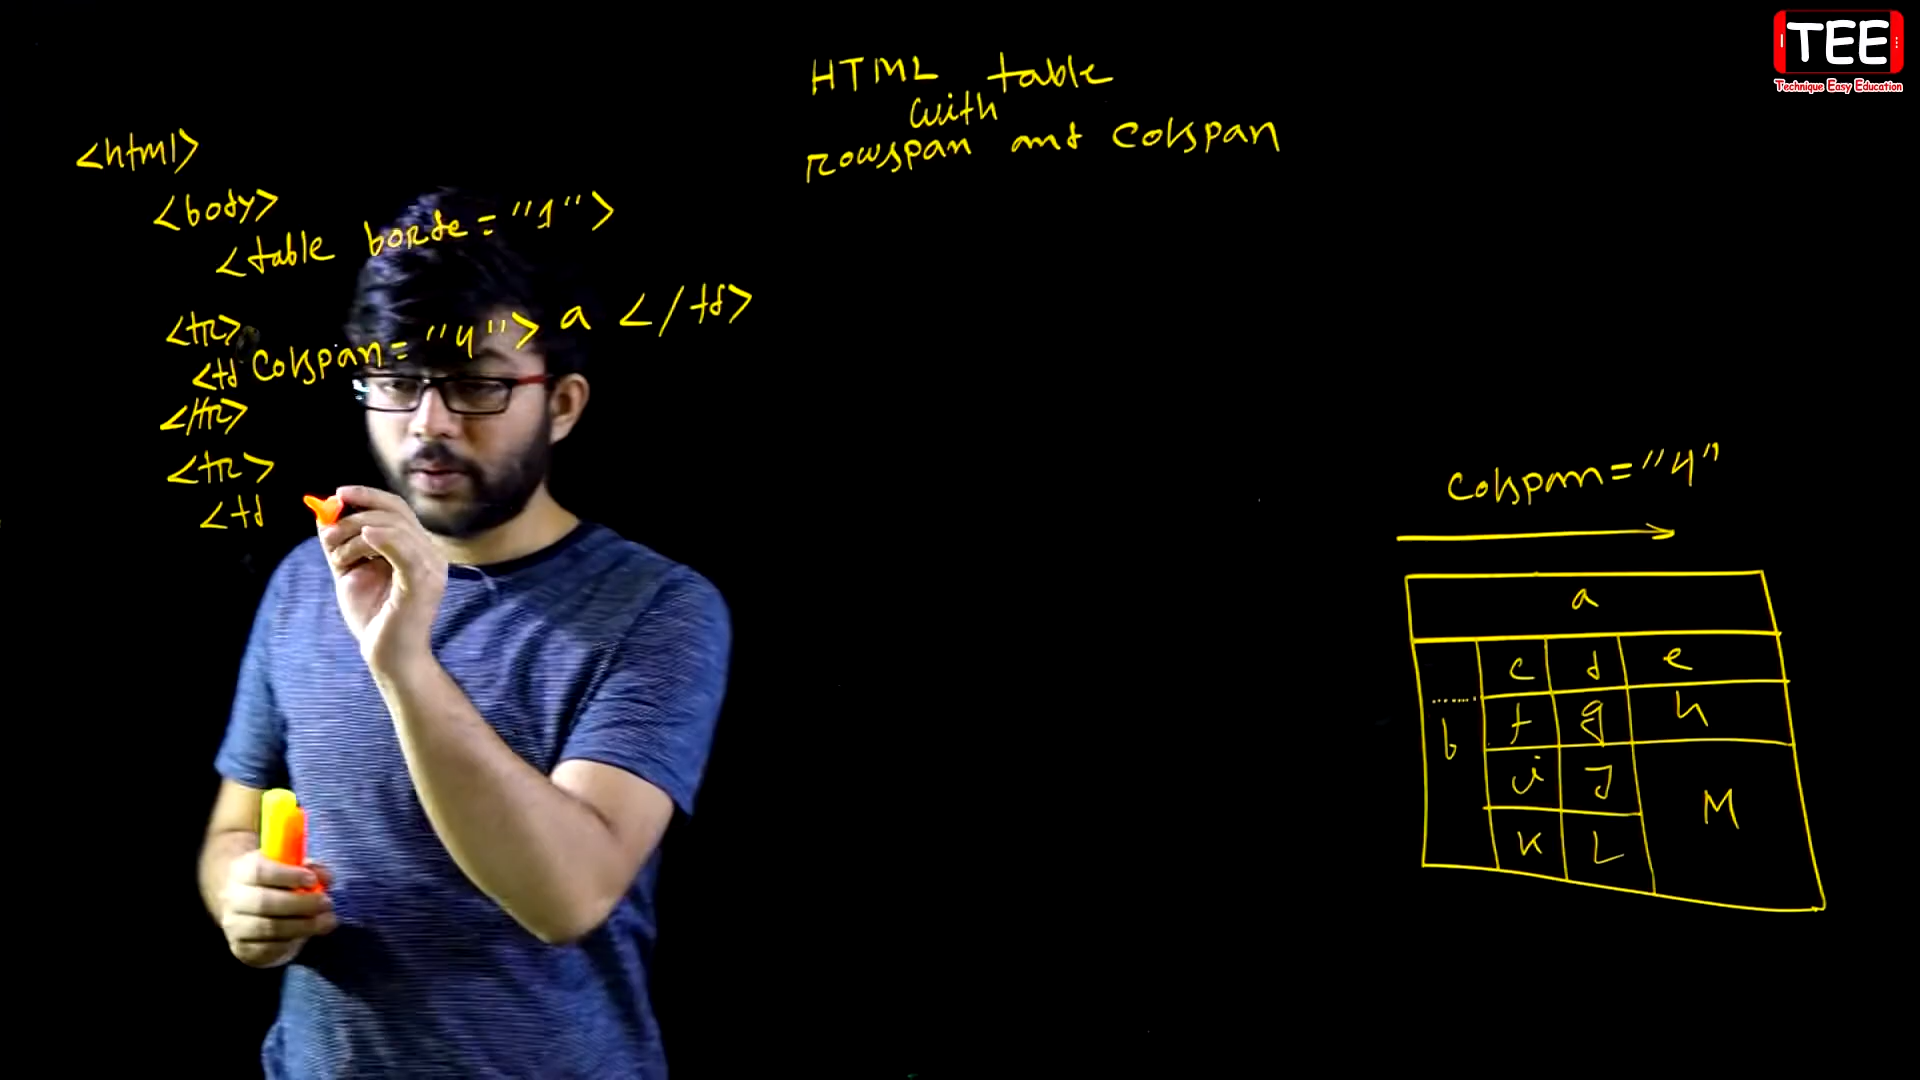 TEE
Technique Easy Education
HTML table
with
rowspan and colspan
<html>
<body>
<table borde="1">
<tr>
<td colspan="4"> a </td>
</tr>
<tr>
<td
colspan="4"
a
c d e
b f g h
i J M
K L